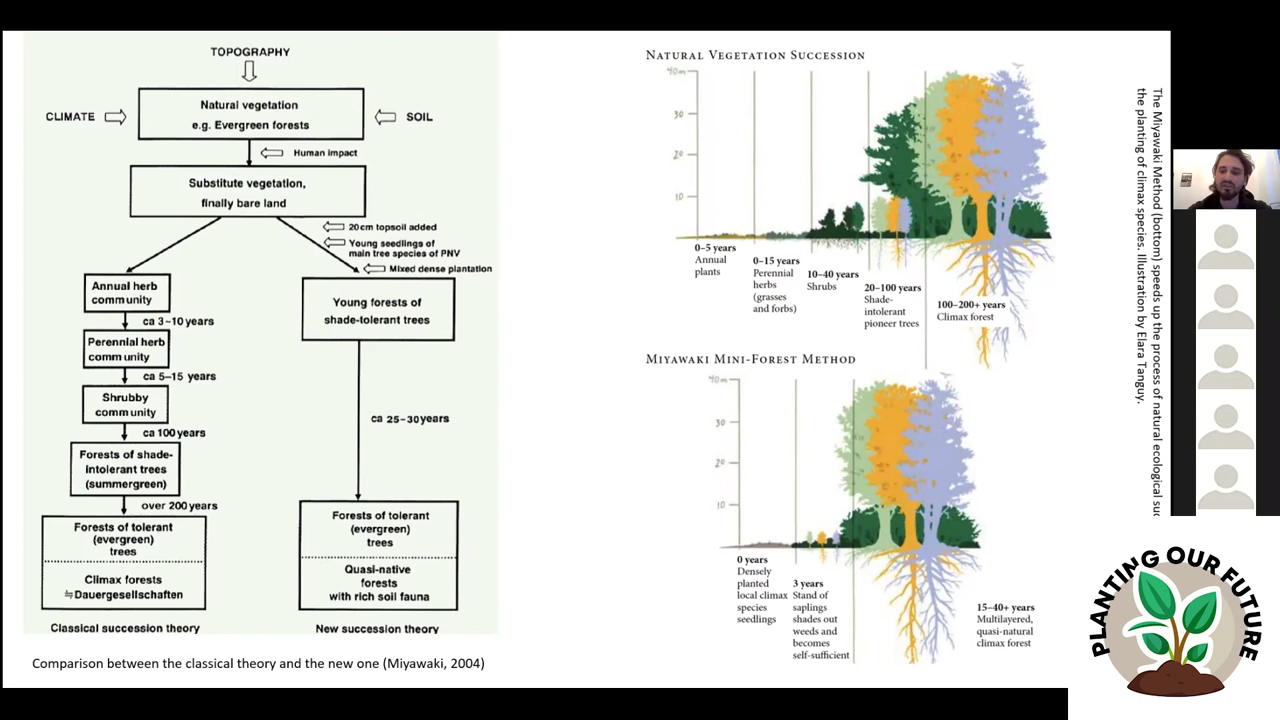 TOPOGRAPHY
Natural vegetation
e.g. Evergreen forests
CLIMATE
SOIL
Human impact
Substitute vegetation,
finally bare land
20cm topsoil added
Young seedlings of
main tree species of PNV
Mixed dense plantation
Annual herb
community
ca 3~10 years
Perennial herb
community
ca 5–15 years
Shrubby
community
ca 100 years
Forests of shade-
intolerant trees
(summergreen)
over 200 years
Forests of tolerant
(evergreen)
trees
Climax forests
≒Dauergesellschaften
Classical succession theory
Young forests of
shade-tolerant trees
ca 25-30years
Forests of tolerant
(evergreen)
trees
Quasi-native
forests
with rich soil fauna
New succession theory
Comparison between the classical theory and the new one (Miyawaki, 2004)
NATURAL VEGETATION SUCCESSION
40m
30
20
10
0–5 years
Annual
plants
0–15 years
Perennial
herbs
(grasses
and forbs)
10–40 years
Shrubs
20–100 years
Shade-
intolerant
pioneer trees
100–200+ years
Climax forest
MIYAWAKI MINI-FOREST METHOD
40m
30
20
10
0 years
Densely
planted
local climax
species
seedlings
3 years
Stand of
saplings
shades out
weeds and
becomes
self-sufficient
15–40+ years
Multilayered,
quasi-natural
climax forest
The Miyawaki Method (bottom) speeds up the process of natural ecological suc
the planting of climax species. Illustration by Elara Tanguy.
PLANTING OUR FUTURE